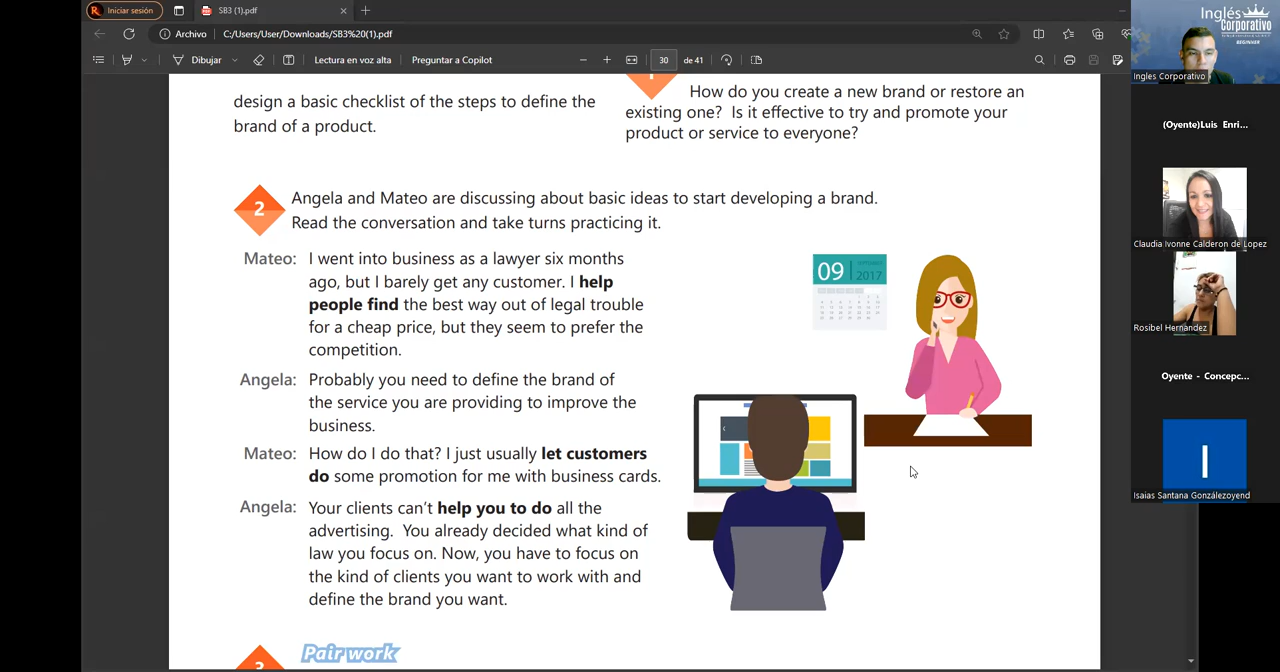 Iniciar sesión
SB3 (1).pdf
Archivo
C:/Users/User/Downloads/SB3%20(1).pdf
Dibujar
Lectura en voz alta
Preguntar a Copilot
30
de 41
design a basic checklist of the steps to define the
brand of a product.
How do you create a new brand or restore an
existing one? Is it effective to try and promote your
product or service to everyone?
2
Angela and Mateo are discussing about basic ideas to start developing a brand.
Read the conversation and take turns practicing it.
Mateo: I went into business as a lawyer six months
ago, but I barely get any customer. I help
people find the best way out of legal trouble
for a cheap price, but they seem to prefer the
competition.
Angela: Probably you need to define the brand of
the service you are providing to improve the
business.
Mateo: How do I do that? I just usually let customers
do some promotion for me with business cards.
Angela: Your clients can't help you to do all the
advertising. You already decided what kind of
law you focus on. Now, you have to focus on
the kind of clients you want to work with and
define the brand you want.
09
2017
3
Pair work
Inglés
Corporativo
BEGINNER
Ingles Corporativo
(Oyente)Luis Enri...
Claudia Ivonne Calderon de Lopez
Rosibel Hernandez
Oyente - Concepc...
I
Isaias Santana Gonzálezoyend